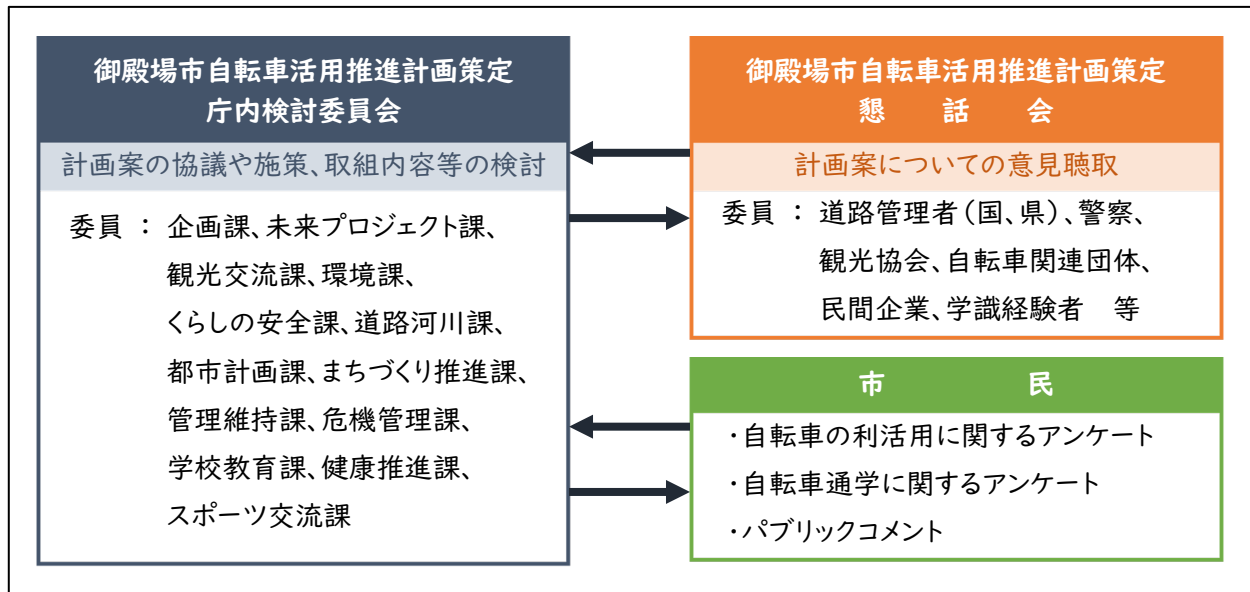 御殿場市自転車活用推進計画策定
庁内検討委員会
計画案の協議や施策、取組内容等の検討
委員 : 企画課、未来プロジェクト課、
観光交流課、環境課、
くらしの安全課、道路河川課、
都市計画課、まちづくり推進課、
管理維持課、危機管理課、
学校教育課、健康推進課、
スポーツ交流課
御殿場市自転車活用推進計画策定
懇 話 会
計画案についての意見聴取
委員 : 道路管理者(国、県)、警察、
観光協会、自転車関連団体、
民間企業、学識経験者 等
市 民
・自転車の利活用に関するアンケート
・自転車通学に関するアンケート
・パブリックコメント